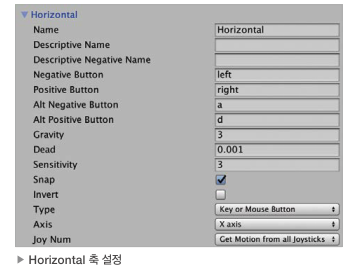 ▼ Horizontal
Name Horizontal
Descriptive Name
Descriptive Negative Name
Negative Button left
Positive Button right
Alt Negative Button a
Alt Positive Button d
Gravity 3
Dead 0.001
Sensitivity 3
Snap
Invert
Type Key or Mouse Button
Axis X axis
Joy Num Get Motion from all Joysticks
▶ Horizontal 축 설정